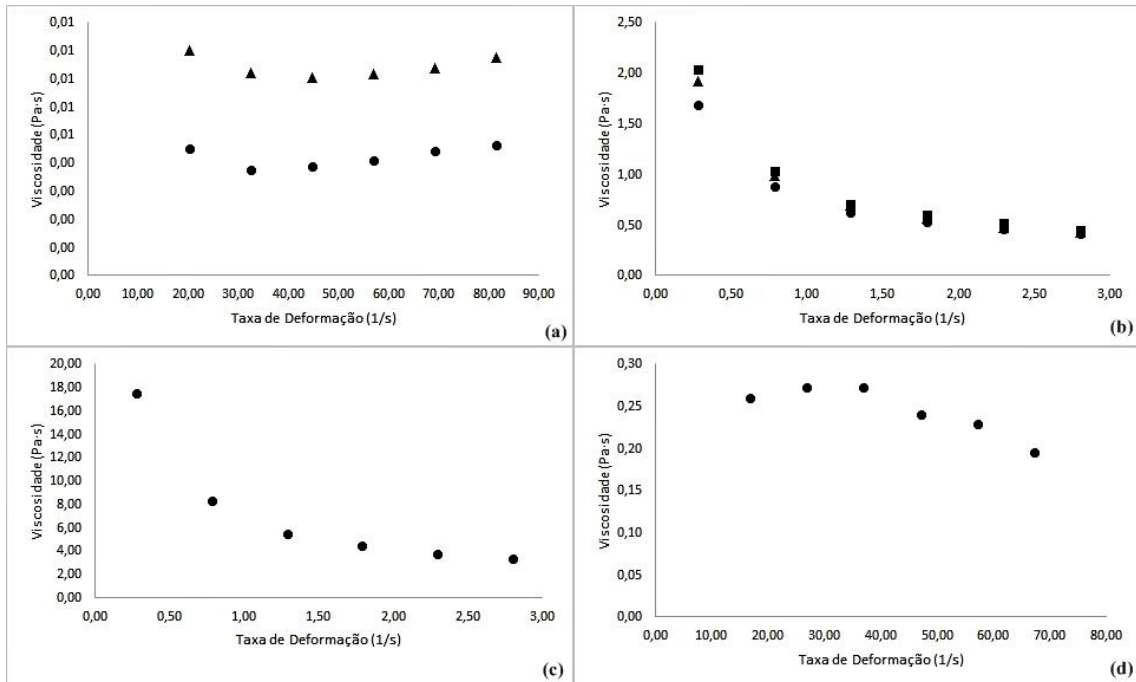 Viscosidade (Pa·s)
0,01
0,01
0,01
0,01
0,01
0,00
0,00
0,00
0,00
0,00
0,00 10,00 20,00 30,00 40,00 50,00 60,00 70,00 80,00 90,00
Taxa de Deformação (1/s)
(a)
Viscosidade (Pa·s)
2,50
2,00
1,50
1,00
0,50
0,00
0,00 0,50 1,00 1,50 2,00 2,50 3,00
Taxa de Deformação (1/s)
(b)
Viscosidade (Pa·s)
20,00
18,00
16,00
14,00
12,00
10,00
8,00
6,00
4,00
2,00
0,00
0,00 0,50 1,00 1,50 2,00 2,50 3,00
Taxa de Deformação (1/s)
(c)
Viscosidade (Pa·s)
0,30
0,25
0,20
0,15
0,10
0,05
0,00
0,00 10,00 20,00 30,00 40,00 50,00 60,00 70,00 80,00
Taxa de Deformação (1/s)
(d)